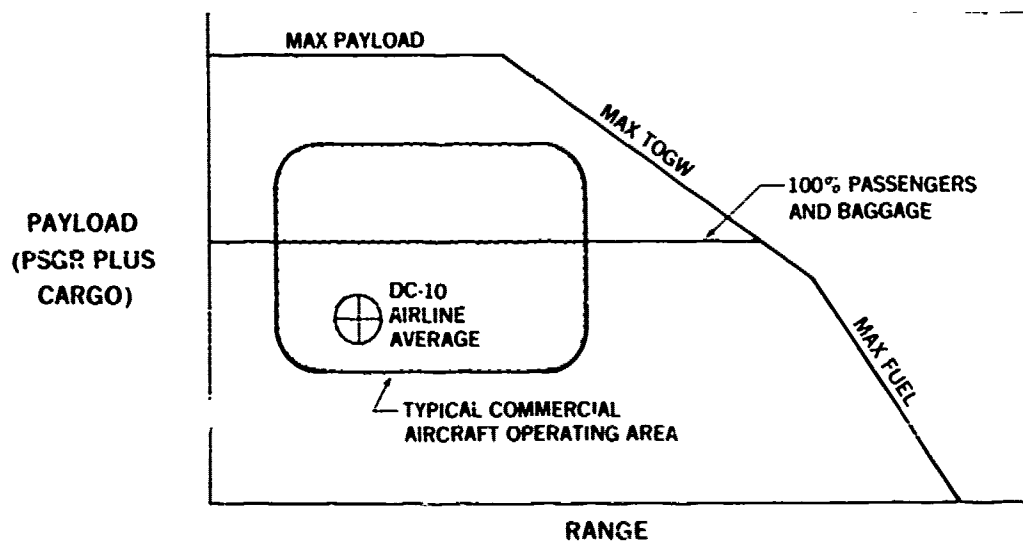 MAX PAYLOAD
MAX TOGW
100% PASSENGERS
AND BAGGAGE
PAYLOAD
(PSGR PLUS
CARGO)
DC-10
AIRLINE
AVERAGE
MAX FUEL
TYPICAL COMMERCIAL
AIRCRAFT OPERATING AREA
RANGE